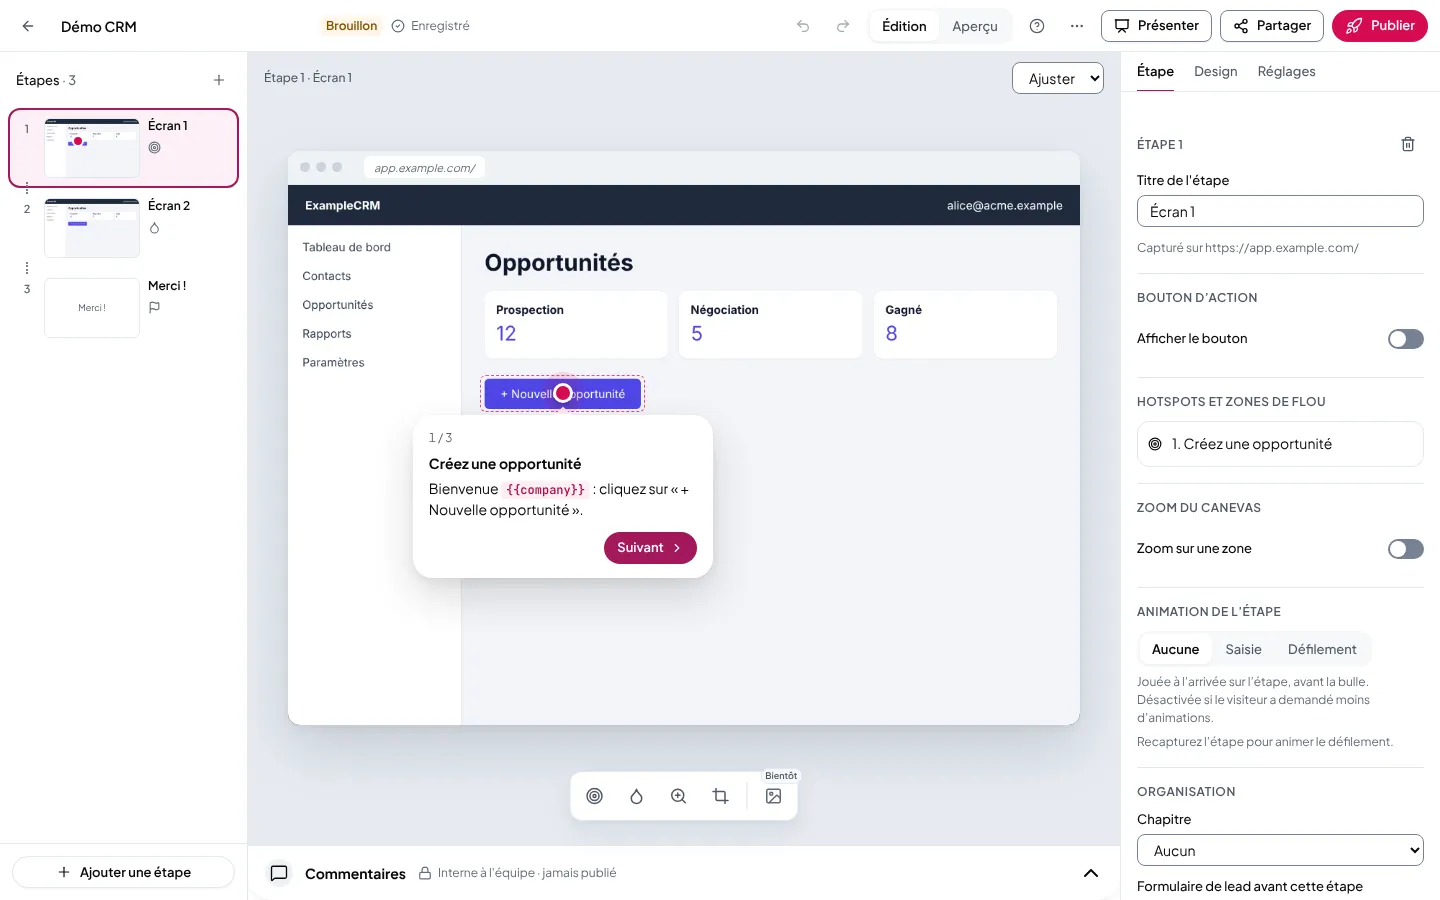 Démo CRM
Brouillon
Enregistré
Édition
Aperçu
Présenter
Partager
Publier
Étapes · 3
1
Écran 1
2
Écran 2
3
Merci !
Merci !
Ajouter une étape
Étape 1 · Écran 1
Ajuster
app.example.com/
ExampleCRM
alice@acme.example
Tableau de bord
Contacts
Opportunités
Rapports
Paramètres
Opportunités
Prospection
12
Négociation
5
Gagné
8
+ Nouvelle opportunité
1 / 3
Créez une opportunité
Bienvenue {{company}} : cliquez sur « +
Nouvelle opportunité ».
Suivant
Bientôt
Commentaires
Interne à l'équipe · jamais publié
Étape
Design
Réglages
ÉTAPE 1
Titre de l'étape
Écran 1
Capturé sur https://app.example.com/
BOUTON D'ACTION
Afficher le bouton
HOTSPOTS ET ZONES DE FLOU
1. Créez une opportunité
ZOOM DU CANEVAS
Zoom sur une zone
ANIMATION DE L'ÉTAPE
Aucune
Saisie
Défilement
Jouée à l'arrivée sur l'étape, avant la bulle.
Désactivée si le visiteur a demandé moins
d'animations.
Recapturez l'étape pour animer le défilement.
ORGANISATION
Chapitre
Aucun
Formulaire de lead avant cette étape